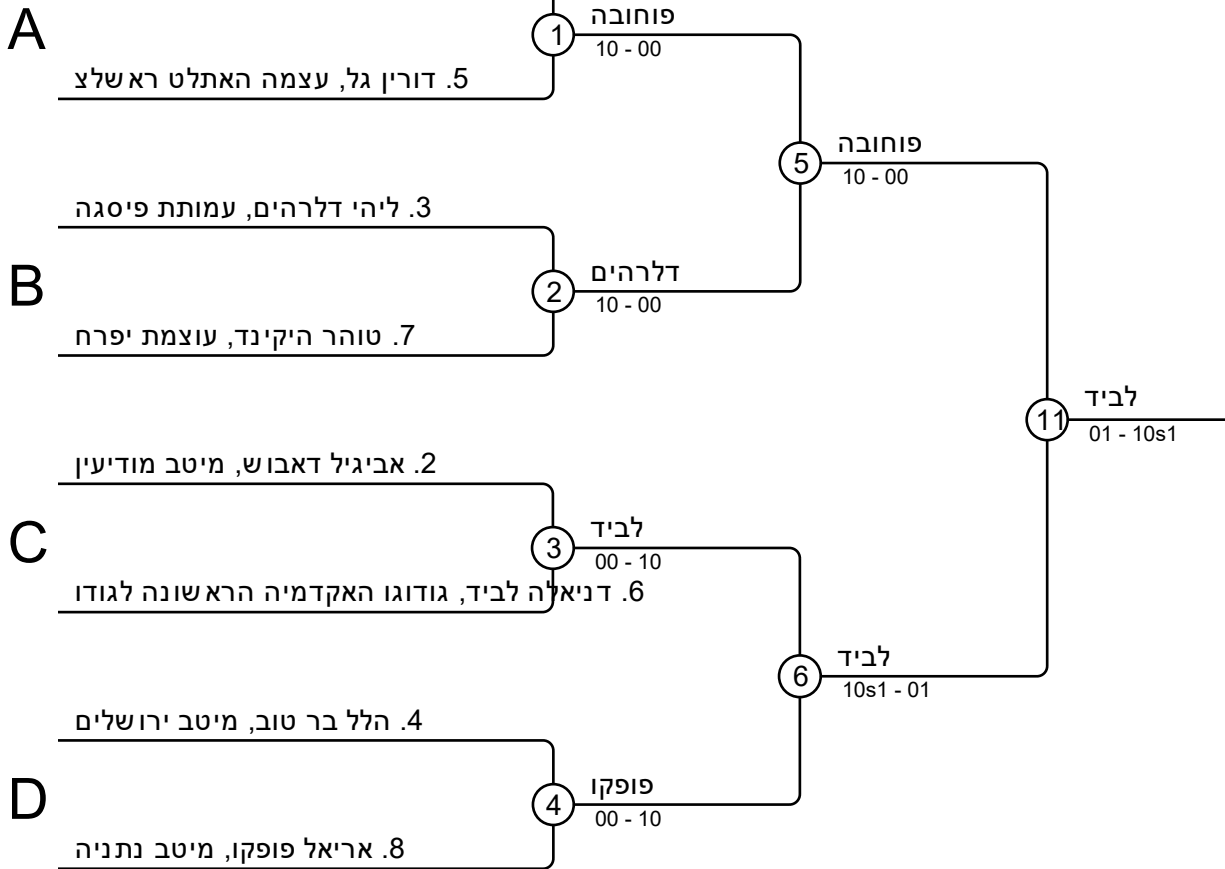 A
1
פוחובה
10 - 00
5. דורין גל, עצמה האתלט ראשלצ
5
פוחובה
10 - 00
3. ליהי דלרהים, עמותת פיסגה
B
2
דלרהים
10 - 00
7. טוהר היקינד, עוצמת יפרח
11
לביד
01 - 10s1
2. אביגיל דאבוש, מיטב מודיעין
C
3
לביד
00 - 10
6. דניאלה לביד, גודוגו האקדמיה הראשונה לגודו
6
לביד
10s1 - 01
4. הלל בר טוב, מיטב ירושלים
D
4
פופקו
00 - 10
8. אריאל פופקו, מיטב נתניה